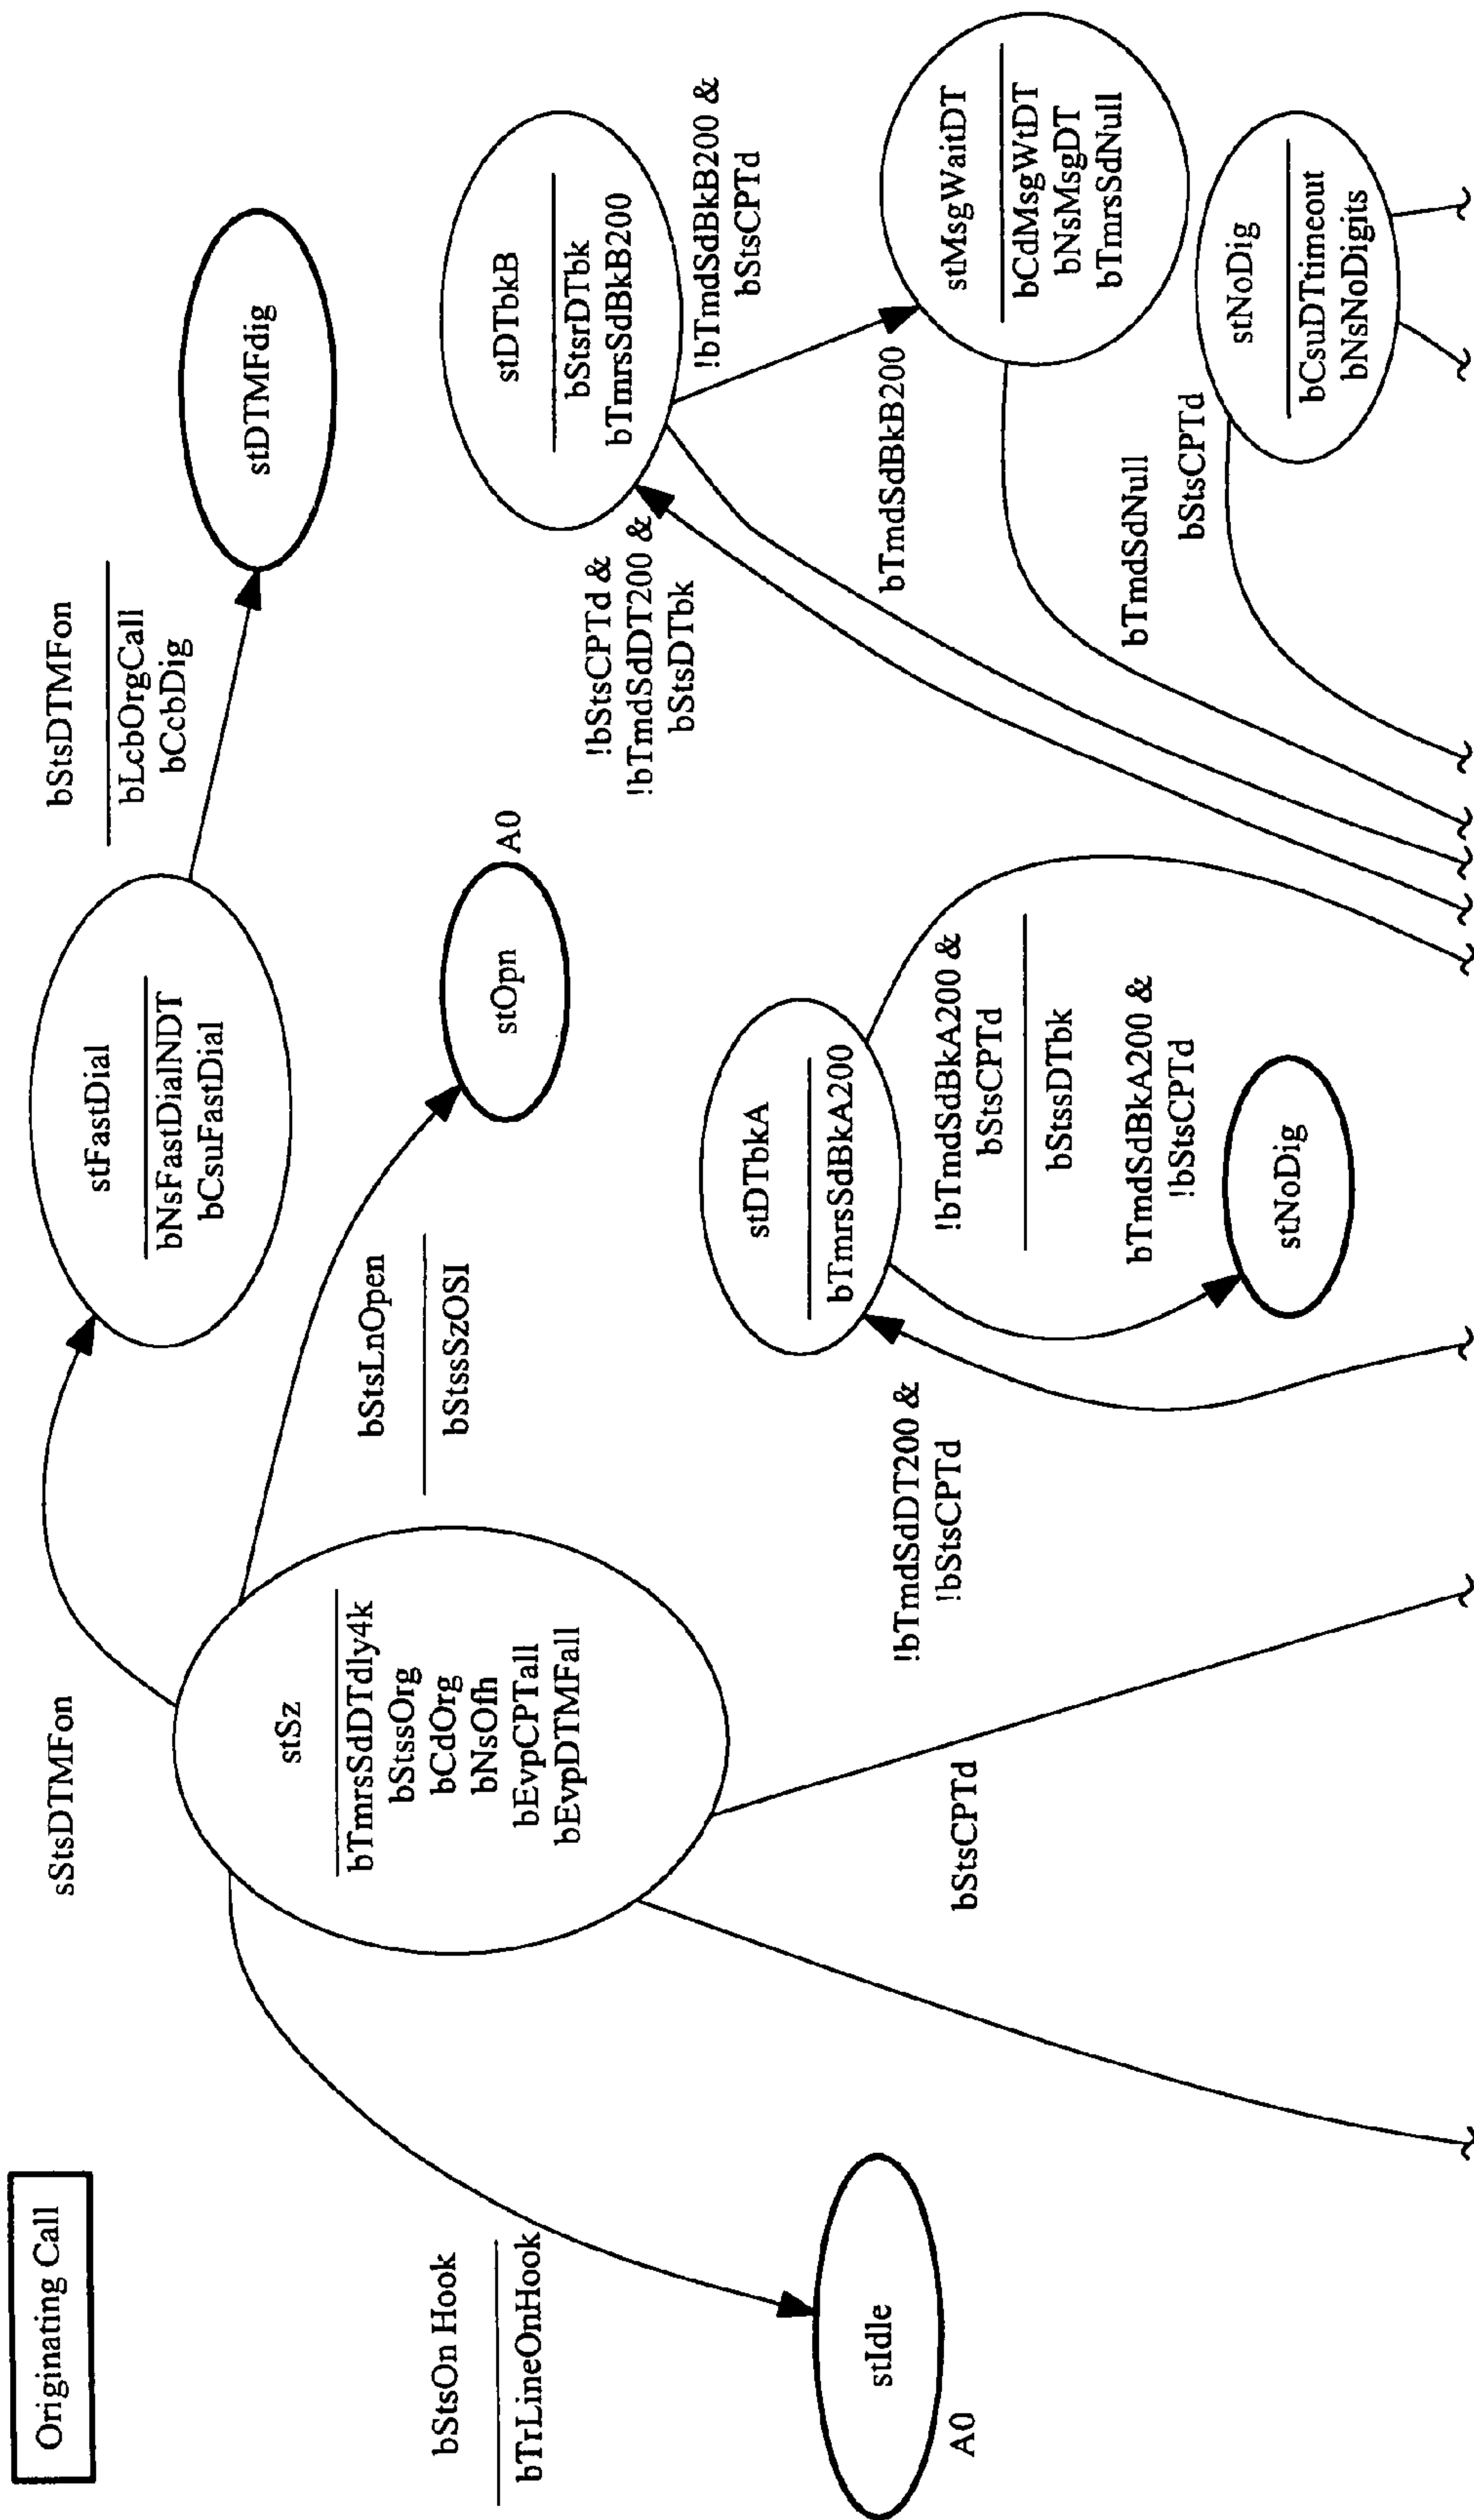 Originating Call
sStsDTMFon
bStsDTMFon
bLcbOrgCall
bCcbDig
stFastDial
bNsFastDialNDT
bCsuFastDial
stDTMFdig
bStsOn Hook
bTrLineOnHook
stSz
bTmrsSdDTdly4k
bStssOrg
bCdOrg
bNsOfh
bEvpCPTall
bEvpDTMFall
bStsLnOpen
bStssSzOSI
stOpn
A0
stDTbkB
bStsrDTbk
bTmrsSdBkB200
!bStsCPTd &
!bTmdSdDT200 &
bStsDTbk
!bTmdSdBkB200 &
bStsCPTd
stDTbkA
bTmrsSdBkA200
stIdle
A0
bStsCPTd
!bTmdSdDT200 &
!bStsCPTd
!bTmdSdBkA200 &
bStsCPTd
bStssDTbk
bTmdSdBkA200 &
!bStsCPTd
stNoDig
bTmdSdBkB200
stMsgWaitDT
bCdMsgWtDT
bNsMsgDT
bTmrsSdNull
bTmdSdNull
bStsCPTd
stNoDig
bCsuDTtimeout
bNsNoDigits